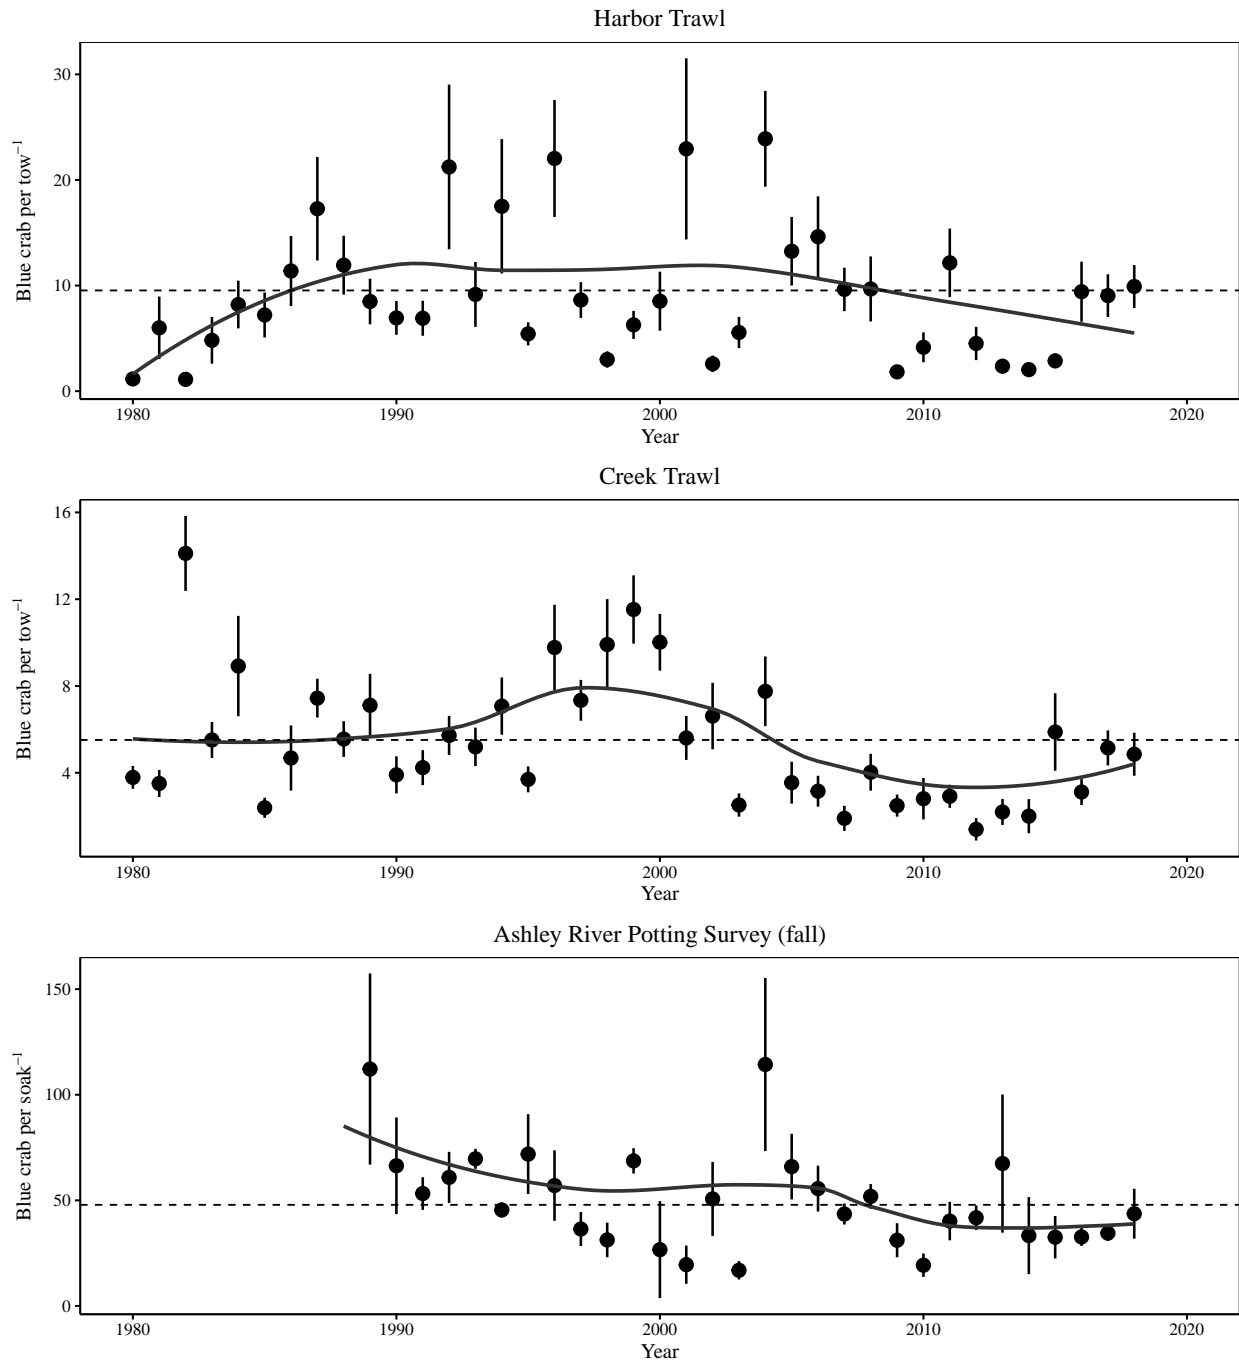 Harbor Trawl
30
20
10
0
Blue crab per tow⁻¹
1980 1990 2000 2010 2020
Year
Creek Trawl
16
12
8
4
Blue crab per tow⁻¹
1980 1990 2000 2010 2020
Year
Ashley River Potting Survey (fall)
150
100
50
0
Blue crab per soak⁻¹
1980 1990 2000 2010 2020
Year